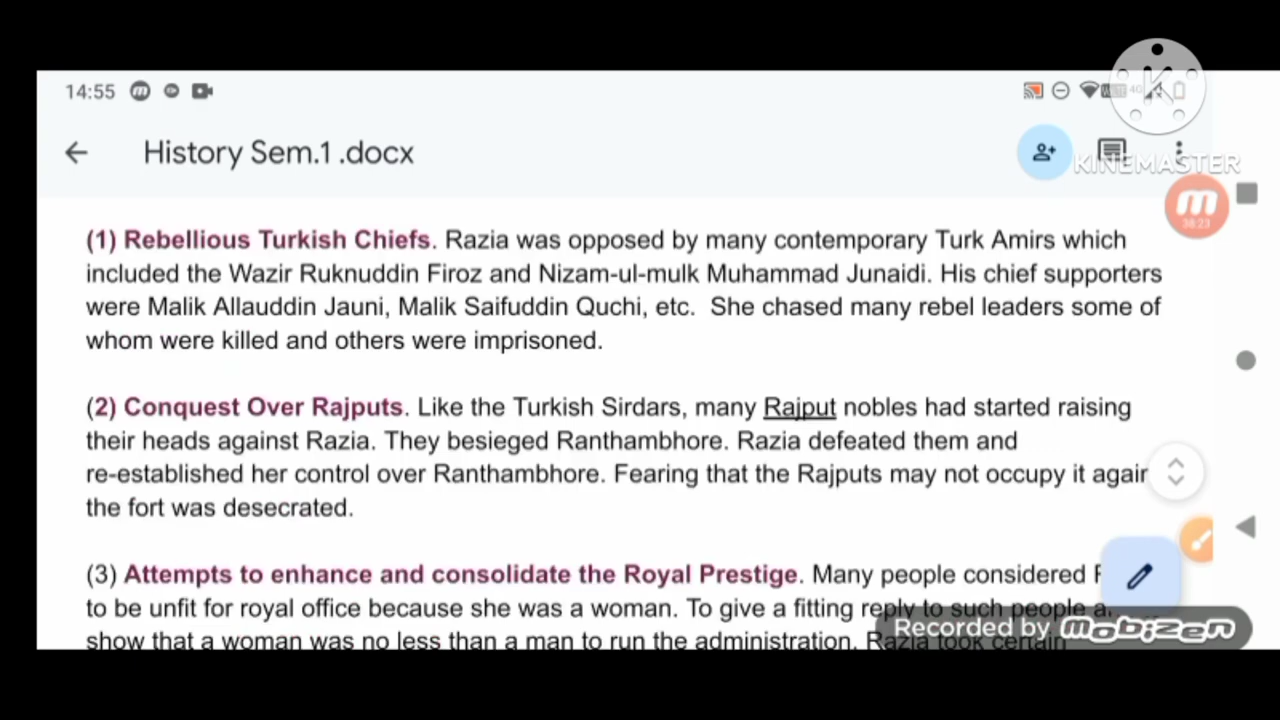 14:55
History Sem.1 .docx
KINEMASTER
38:23
(1) Rebellious Turkish Chiefs. Razia was opposed by many contemporary Turk Amirs which
included the Wazir Ruknuddin Firoz and Nizam-ul-mulk Muhammad Junaidi. His chief supporters
were Malik Allauddin Jauni, Malik Saifuddin Quchi, etc. She chased many rebel leaders some of
whom were killed and others were imprisoned.
(2) Conquest Over Rajputs. Like the Turkish Sirdars, many Rajput nobles had started raising
their heads against Razia. They besieged Ranthambhore. Razia defeated them and
re-established her control over Ranthambhore. Fearing that the Rajputs may not occupy it again
the fort was desecrated.
(3) Attempts to enhance and consolidate the Royal Prestige. Many people considered
to be unfit for royal office because she was a woman. To give a fitting reply to such people
show that a woman was no less than a man to run the administration. Razia took certain
Recorded by mobizen